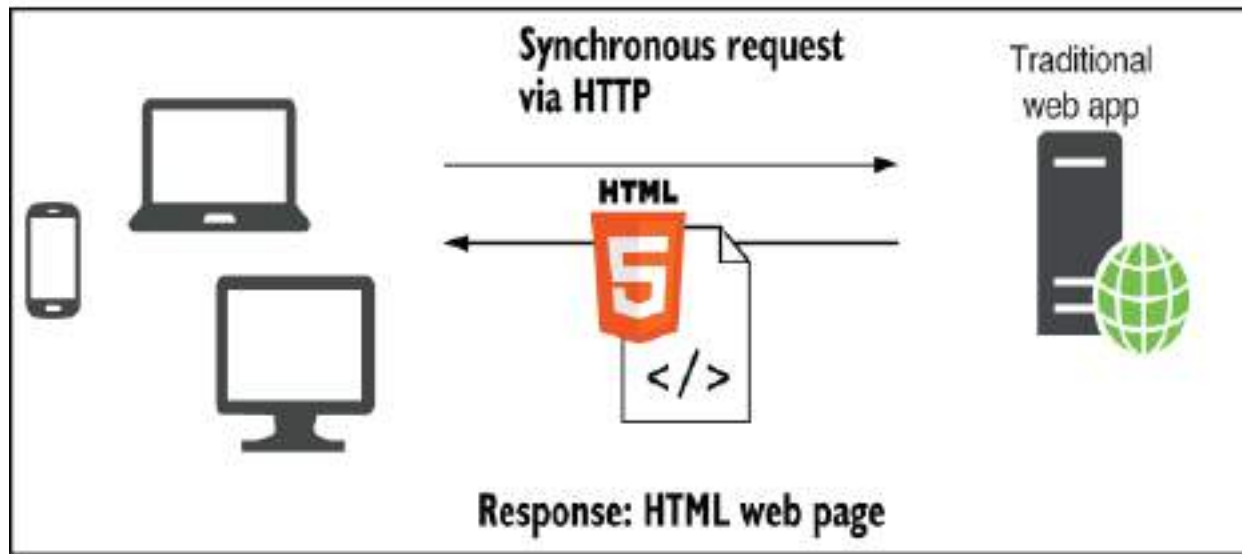 Synchronous request
via HTTP
Traditional
web app
HTML
5
</>
Response: HTML web page